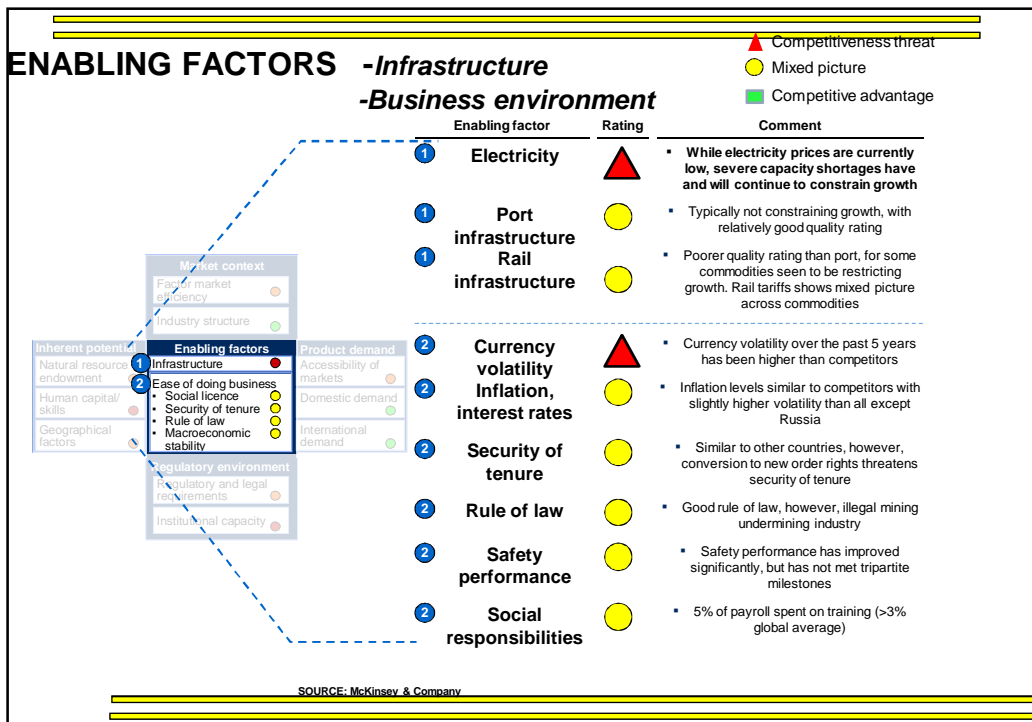 ENABLING FACTORS -Infrastructure
-Business environment
Competitiveness threat
Mixed picture
Competitive advantage
Enabling factor
Rating
Comment
1
Electricity
▪ While electricity prices are currently
low, severe capacity shortages have
and will continue to constrain growth
1
Port
infrastructure
▪ Typically not constraining growth, with
relatively good quality rating
1
Rail
infrastructure
▪ Poorer quality rating than port, for some
commodities seen to be restricting
growth. Rail tariffs shows mixed picture
across commodities
2
Currency
volatility
▪ Currency volatility over the past 5 years
has been higher than competitors
2
Inflation,
interest rates
▪ Inflation levels similar to competitors with
slightly higher volatility than all except
Russia
2
Security of
tenure
▪ Similar to other countries, however,
conversion to new order rights threatens
security of tenure
2
Rule of law
▪ Good rule of law, however, illegal mining
undermining industry
2
Safety
performance
▪ Safety performance has improved
significantly, but has not met tripartite
milestones
2
Social
responsibilities
▪ 5% of payroll spent on training (>3%
global average)
Market context
Factor market
efficiency
Industry structure
Inherent potential
Natural resource
endowment
Human capital/
skills
Geographical
factors
Enabling factors
1
Infrastructure
2
Ease of doing business
▪ Social licence
▪ Security of tenure
▪ Rule of law
▪ Macroeconomic
stability
Product demand
Accessibility of
markets
Domestic demand
International
demand
Regulatory environment
Regulatory and legal
requirements
Institutional capacity
SOURCE: McKinsey & Company